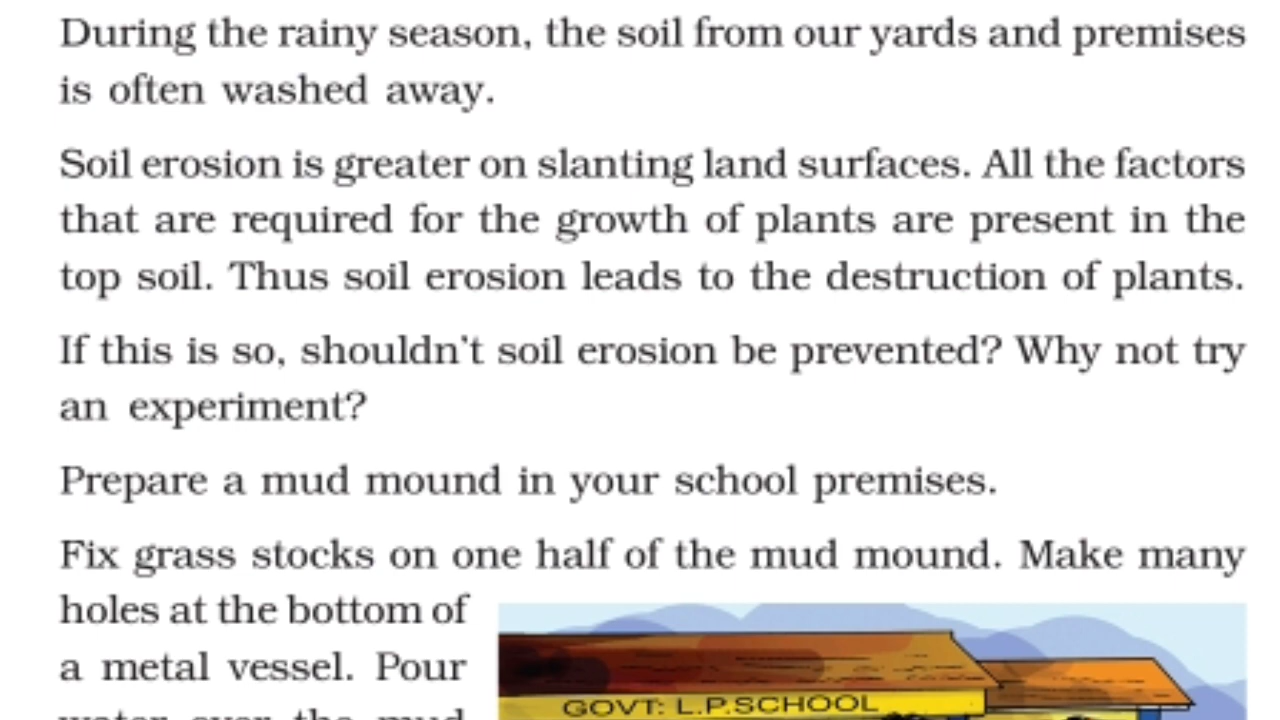 During the rainy season, the soil from our yards and premises
is often washed away.
Soil erosion is greater on slanting land surfaces. All the factors
that are required for the growth of plants are present in the
top soil. Thus soil erosion leads to the destruction of plants.
If this is so, shouldn't soil erosion be prevented? Why not try
an experiment?
Prepare a mud mound in your school premises.
Fix grass stocks on one half of the mud mound. Make many
holes at the bottom of
a metal vessel. Pour
water over the mud
GOVT: L.P.SCHOOL